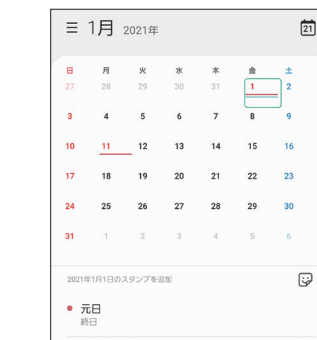 1月 2021年
21
日 月 火 水 木 金 土
27 28 29 30 31 1 2
3 4 5 6 7 8 9
10 11 12 13 14 15 16
17 18 19 20 21 22 23
24 25 26 27 28 29 30
31 1 2 3 4 5 6
2021年1月1日のスタンプを追加
元日
終日